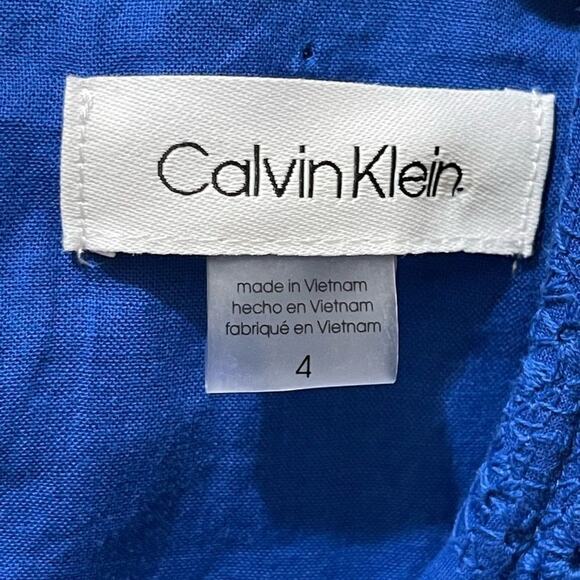 Calvin Klein
made in Vietnam
hecho en Vietnam
fabriqué en Vietnam
4